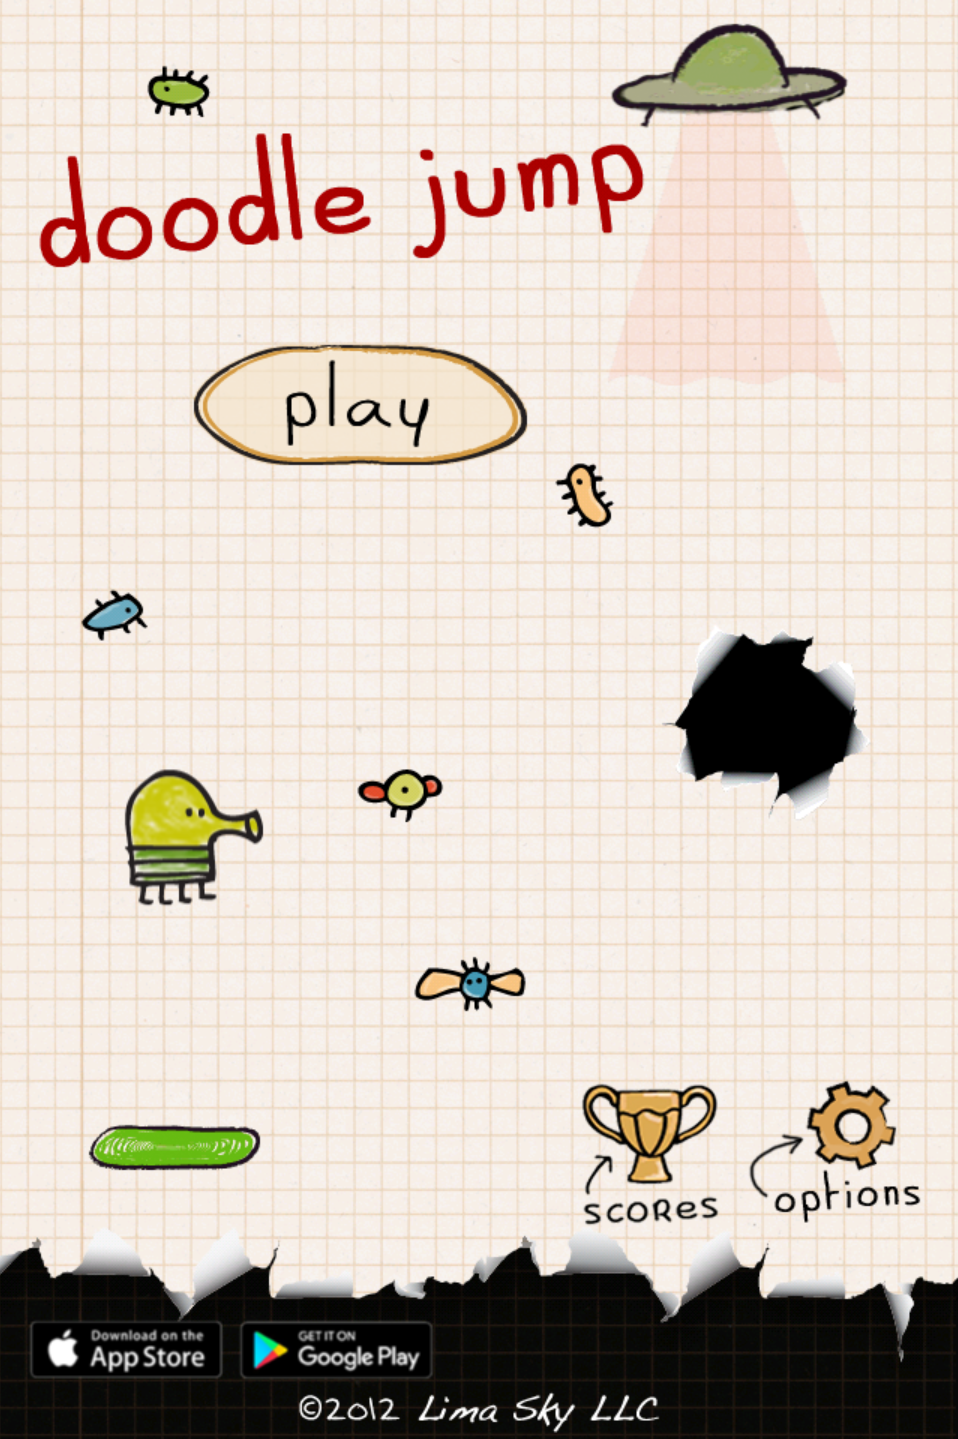 doodle jump
play
scores
options
Download on the
App Store
GET IT ON
Google Play
©2012 Lima Sky LLC